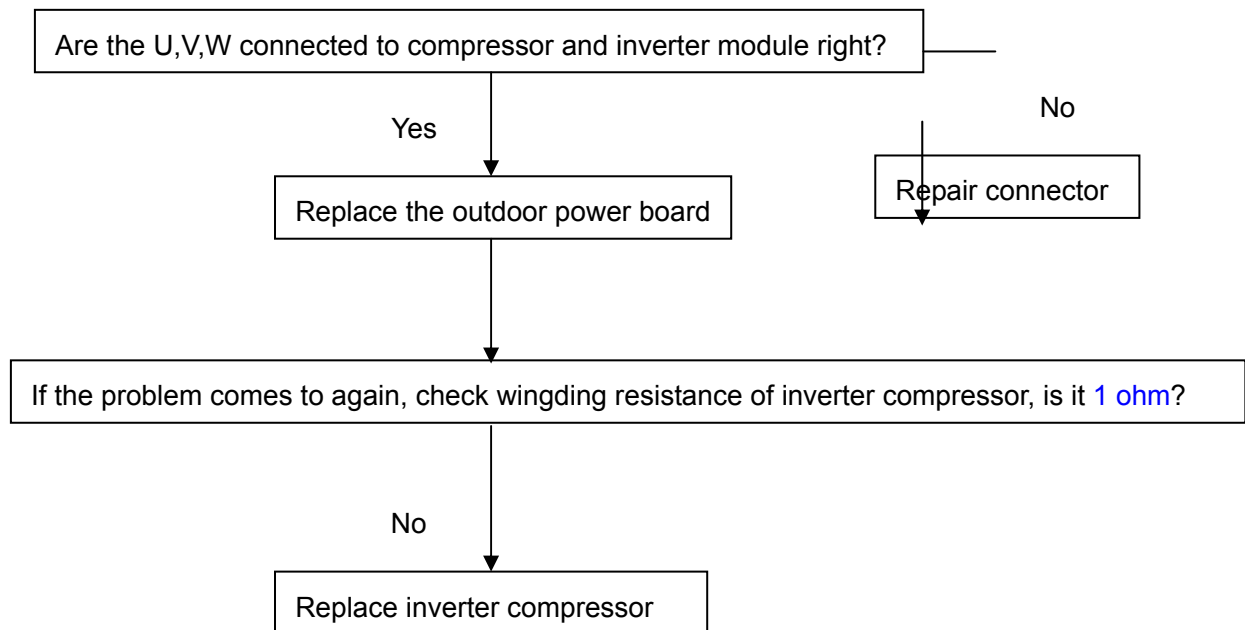 Are the U,V,W connected to compressor and inverter module right?
No
Yes
Repair connector
Replace the outdoor power board
If the problem comes to again, check wingding resistance of inverter compressor, is it 1 ohm?
No
Replace inverter compressor